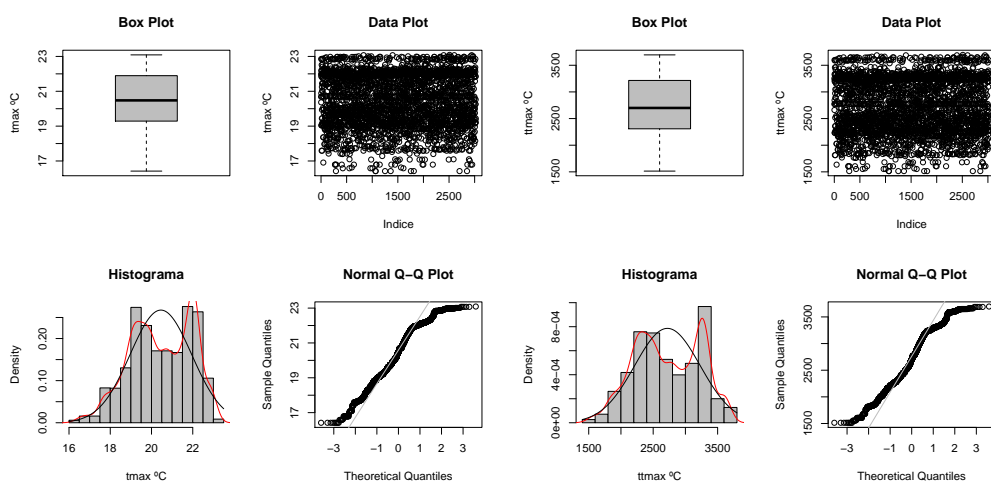 Box Plot
tmax ºC
17 19 21 23
Data Plot
tmax ºC
17 19 21 23
0 500 1500 2500
Indice
Box Plot
ttmax ºC
1500 2500 3500
Data Plot
ttmax ºC
1500 2500 3500
0 500 1500 2500
Indice
Histograma
Density
0.00 0.10 0.20
16 18 20 22
tmax ºC
Normal Q−Q Plot
Sample Quantiles
17 19 21 23
−3 −2 −1 0 1 2 3
Theoretical Quantiles
Histograma
Density
0e+00 4e−04 8e−04
1500 2500 3500
ttmax ºC
Normal Q−Q Plot
Sample Quantiles
1500 2500 3500
−3 −2 −1 0 1 2 3
Theoretical Quantiles